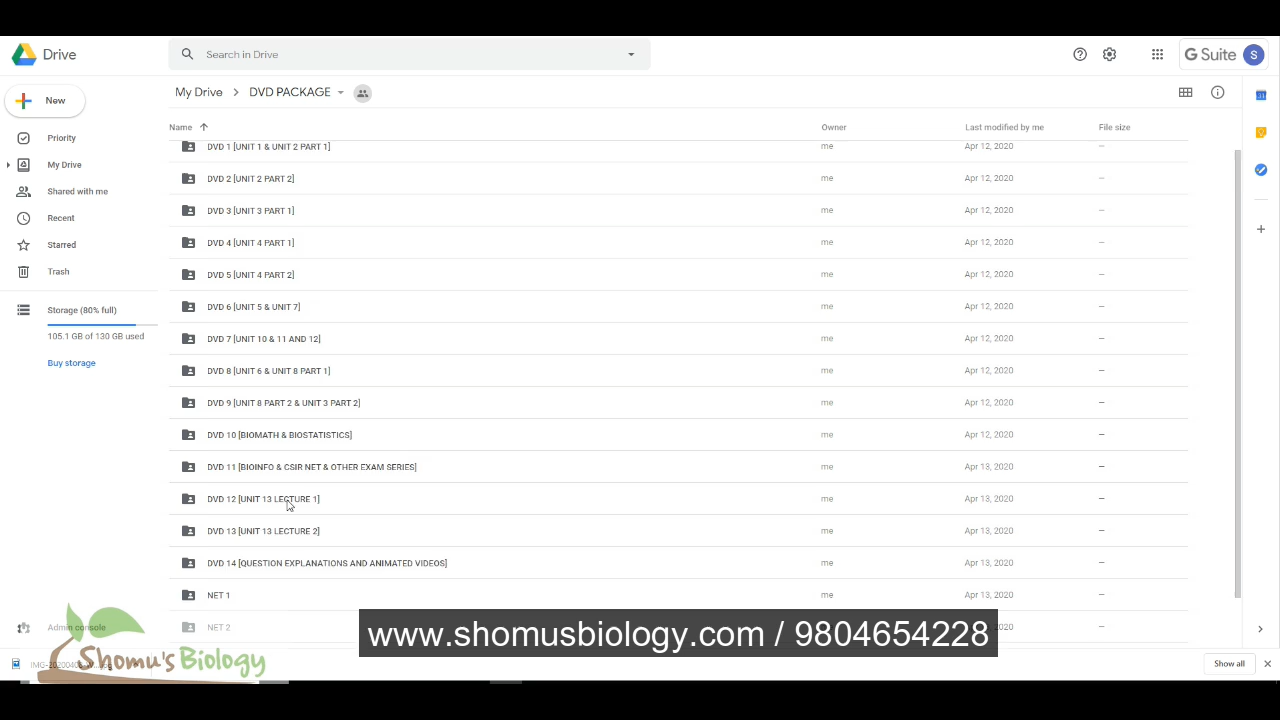 Drive
Search in Drive
G Suite S
New
My Drive > DVD PACKAGE
Priority
My Drive
Shared with me
Recent
Starred
Trash
Storage (80% full)
105.1 GB of 130 GB used
Buy storage
Admin console
Name Owner Last modified by me File size
DVD 1 [UNIT 1 & UNIT 2 PART 1] me Apr 12, 2020 —
DVD 2 [UNIT 2 PART 2] me Apr 12, 2020 —
DVD 3 [UNIT 3 PART 1] me Apr 12, 2020 —
DVD 4 [UNIT 4 PART 1] me Apr 12, 2020 —
DVD 5 [UNIT 4 PART 2] me Apr 12, 2020 —
DVD 6 [UNIT 5 & UNIT 7] me Apr 12, 2020 —
DVD 7 [UNIT 10 & 11 AND 12] me Apr 12, 2020 —
DVD 8 [UNIT 6 & UNIT 8 PART 1] me Apr 12, 2020 —
DVD 9 [UNIT 8 PART 2 & UNIT 3 PART 2] me Apr 12, 2020 —
DVD 10 [BIOMATH & BIOSTATISTICS] me Apr 12, 2020 —
DVD 11 [BIOINFO & CSIR NET & OTHER EXAM SERIES] me Apr 13, 2020 —
DVD 12 [UNIT 13 LECTURE 1] me Apr 13, 2020 —
DVD 13 [UNIT 13 LECTURE 2] me Apr 13, 2020 —
DVD 14 [QUESTION EXPLANATIONS AND ANIMATED VIDEOS] me Apr 13, 2020 —
NET 1 me Apr 13, 2020 —
NET 2 2020 —
www.shomusbiology.com / 9804654228
Shomu's Biology
Show all